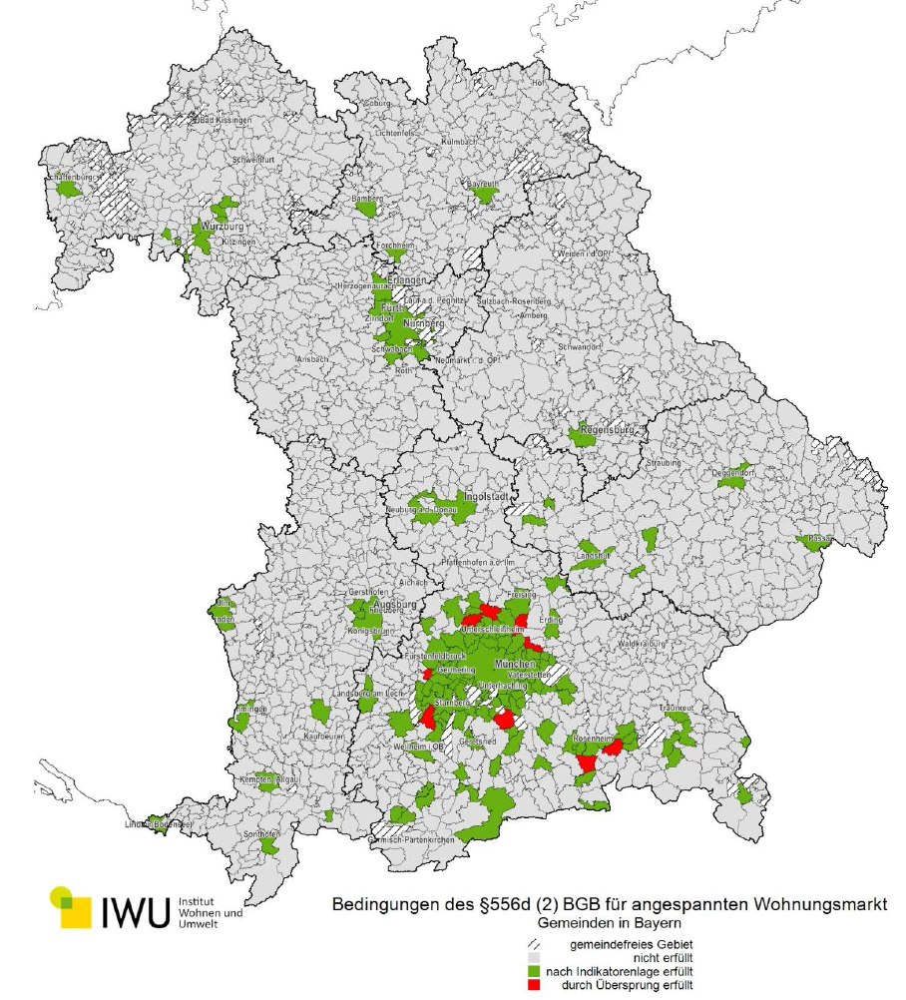 Hof
Coburg
Bad Kissingen
Lichtenfels
Kulmbach
Schweinfurt
Bayreuth
Bamberg
Würzburg
Kitzingen
Forchheim
Weiden i.d.OPf.
Erlangen
Herzogenaurach
Lauf a.d. Pegnitz
Sulzbach-Rosenberg
Fürth
Zirndorf
Amberg
Nürnberg
Schwabach
Schwandorf
Ansbach
Neumarkt i. d. OPf.
Roth
Regensburg
Straubing
Deggendorf
Ingolstadt
Neuburg a.d. Donau
Passau
Landshut
Pfaffenhofen a.d. Ilm
Aichach
Gersthofen
Freising
Augsburg
Friedberg
Erding
Königsbrunn
Unterschleißheim
Waldkraiburg
Fürstenfeldbruck
München
Germering
Vaterstetten
Unterhaching
Landsberg am Lech
Starnberg
Traunreut
Kaufbeuren
Geretsried
Rosenheim
Weilheim i.OB
Kempten (Allgäu)
Lindau (Bodensee)
Sonthofen
Garmisch-Partenkirchen
IWU
Institut
Wohnen und
Umwelt
Bedingungen des §556d (2) BGB für angespannten Wohnungsmarkt
Gemeinden in Bayern
gemeindefreies Gebiet
nicht erfüllt
nach Indikatorenlage erfüllt
durch Übersprung erfüllt